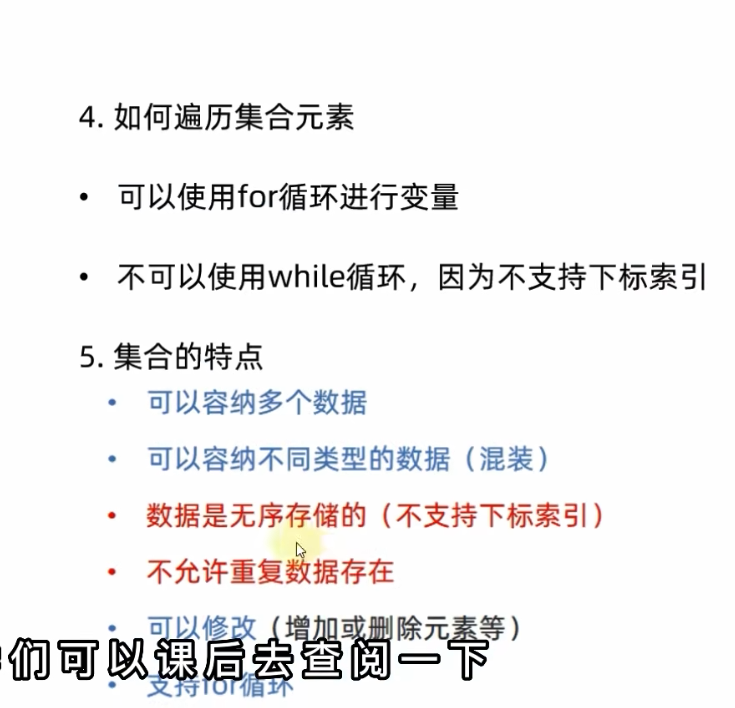 4. 如何遍历集合元素
• 可以使用for循环进行变量
• 不可以使用while循环，因为不支持下标索引
5. 集合的特点
• 可以容纳多个数据
• 可以容纳不同类型的数据（混装）
• 数据是无序存储的（不支持下标索引）
• 不允许重复数据存在
• 可以修改（增加或删除元素等）
们可以课后去查阅一下
• 支持for循环